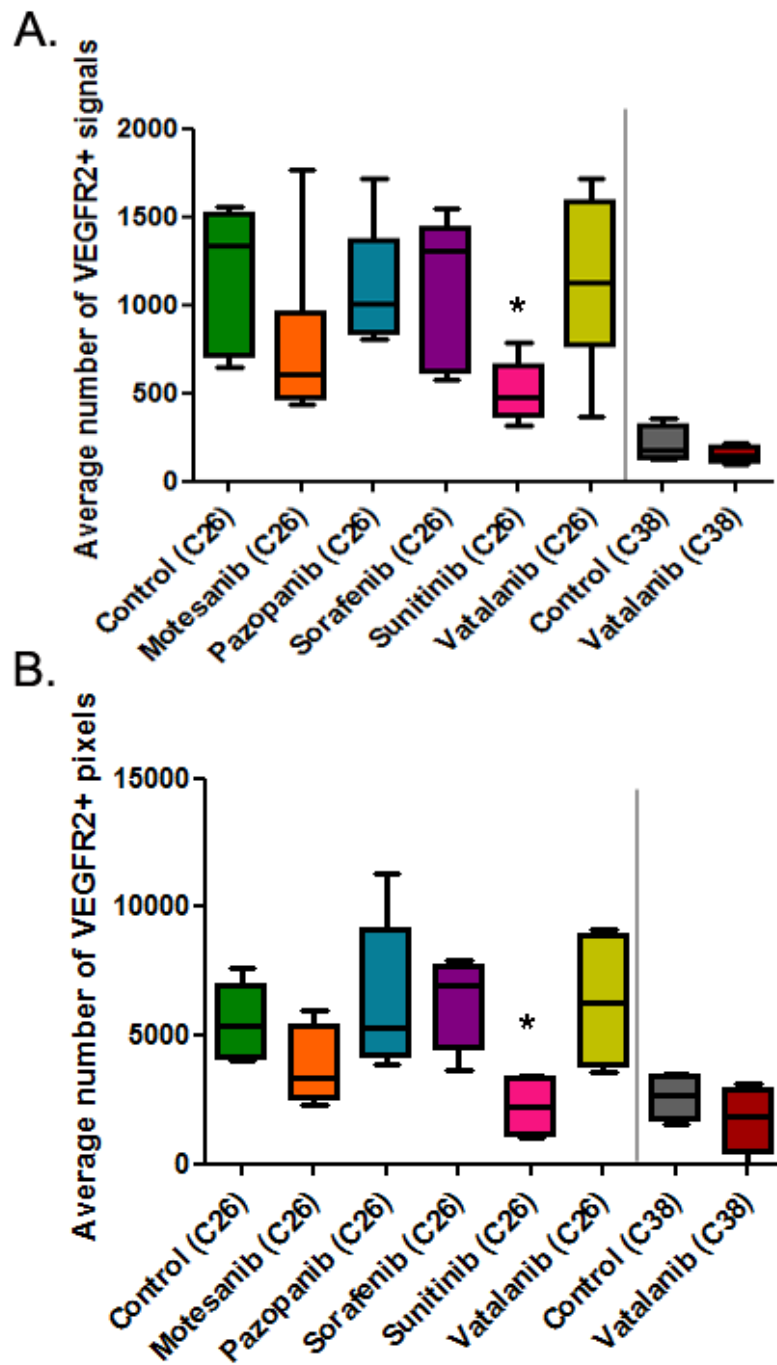 A.
Average number of VEGFR2+ signals
2000
1500
1000
500
0
*
Control (C26)
Motesanib (C26)
Pazopanib (C26)
Sorafenib (C26)
Sunitinib (C26)
Vatalanib (C26)
Control (C38)
Vatalanib (C38)
B.
Average number of VEGFR2+ pixels
15000
10000
5000
0
*
Control (C26)
Motesanib (C26)
Pazopanib (C26)
Sorafenib (C26)
Sunitinib (C26)
Vatalanib (C26)
Control (C38)
Vatalanib (C38)